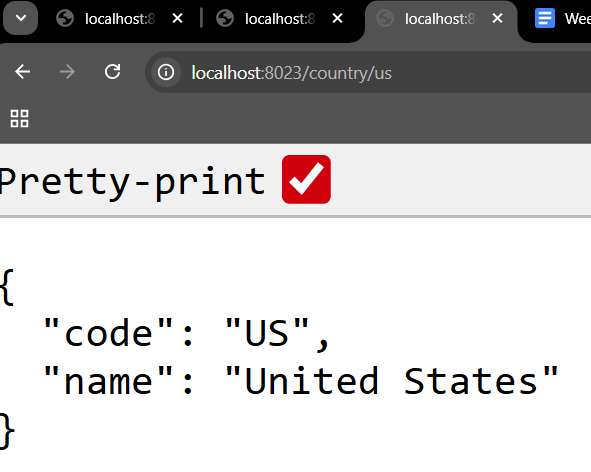 localhost:8
localhost:8
localhost:8
Wee
localhost:8023/country/us
Pretty-print
{
"code": "US",
"name": "United States"
}